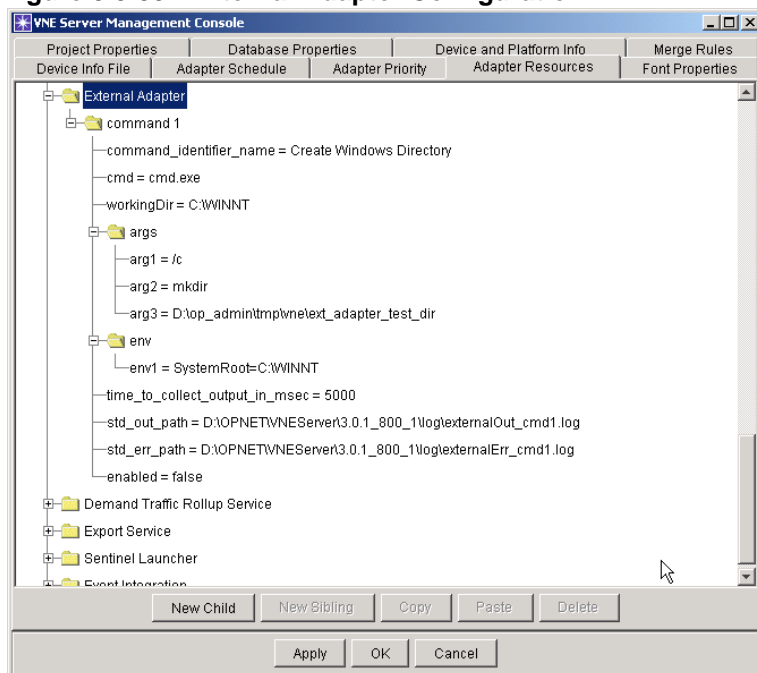 VNE Server Management Console
Project Properties Database Properties Device and Platform Info Merge Rules
Device Info File Adapter Schedule Adapter Priority Adapter Resources Font Properties
External Adapter
command 1
command_identifier_name = Create Windows Directory
cmd = cmd.exe
workingDir = C:\WINNT
args
arg1 = /c
arg2 = mkdir
arg3 = D:\op_admin\tmp\vne\ext_adapter_test_dir
env
env1 = SystemRoot=C:\WINNT
time_to_collect_output_in_msec = 5000
std_out_path = D:\OPNET\VNEServer\3.0.1_800_1\log\externalOut_cmd1.log
std_err_path = D:\OPNET\VNEServer\3.0.1_800_1\log\externalErr_cmd1.log
enabled = false
Demand Traffic Rollup Service
Export Service
Sentinel Launcher
Event Integration
New Child New Sibling Copy Paste Delete
Apply OK Cancel